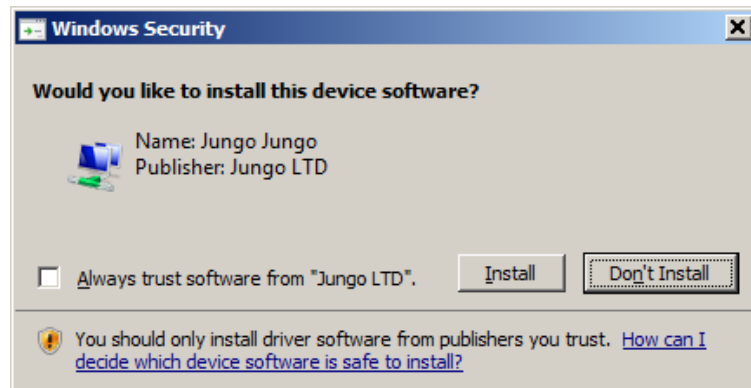 Windows Security
Would you like to install this device software?
Name: Jungo Jungo
Publisher: Jungo LTD
Always trust software from "Jungo LTD".
Install
Don't Install
You should only install driver software from publishers you trust. How can I
decide which device software is safe to install?